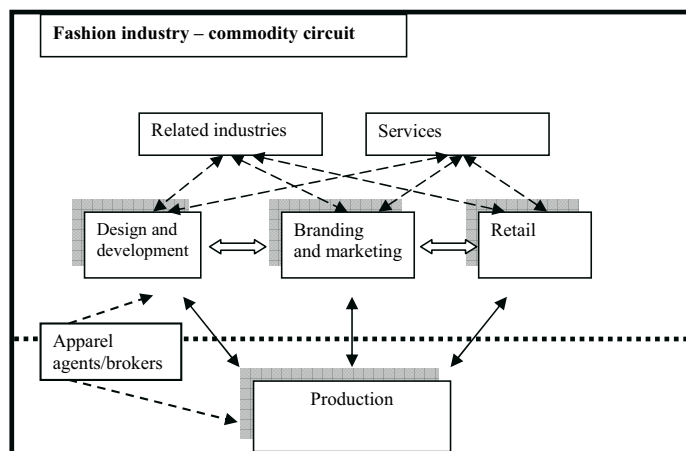 Fashion industry – commodity circuit
Related industries
Services
Design and
development
Branding
and marketing
Retail
Apparel
agents/brokers
Production